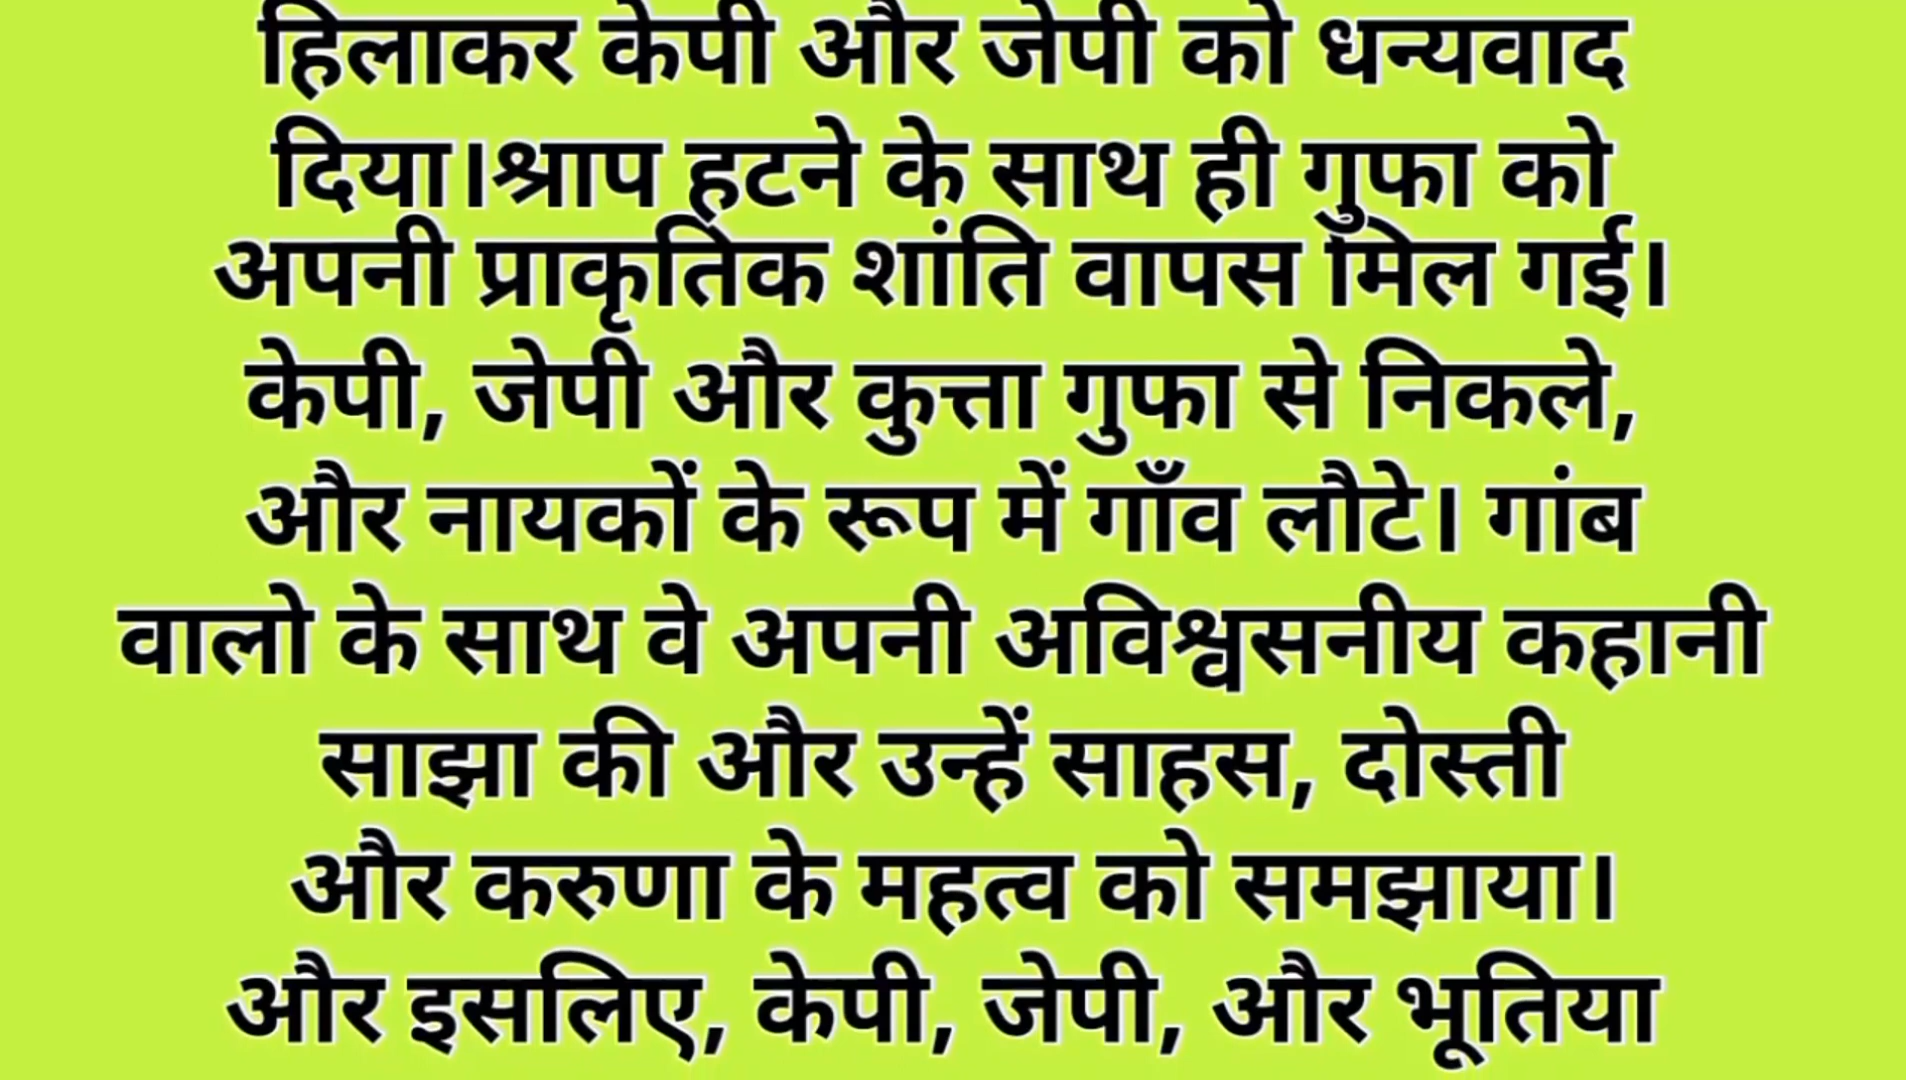 हिलाकर केपी और जेपी को धन्यवाद
दिया।श्राप हटने के साथ ही गुफा को
अपनी प्राकृतिक शांति वापस मिल गई।
केपी, जेपी और कुत्ता गुफा से निकले,
और नायकों के रूप में गाँव लौटे। गांब
वालो के साथ वे अपनी अविश्वसनीय कहानी
साझा की और उन्हें साहस, दोस्ती
और करुणा के महत्व को समझाया।
और इसलिए, केपी, जेपी, और भूतिया